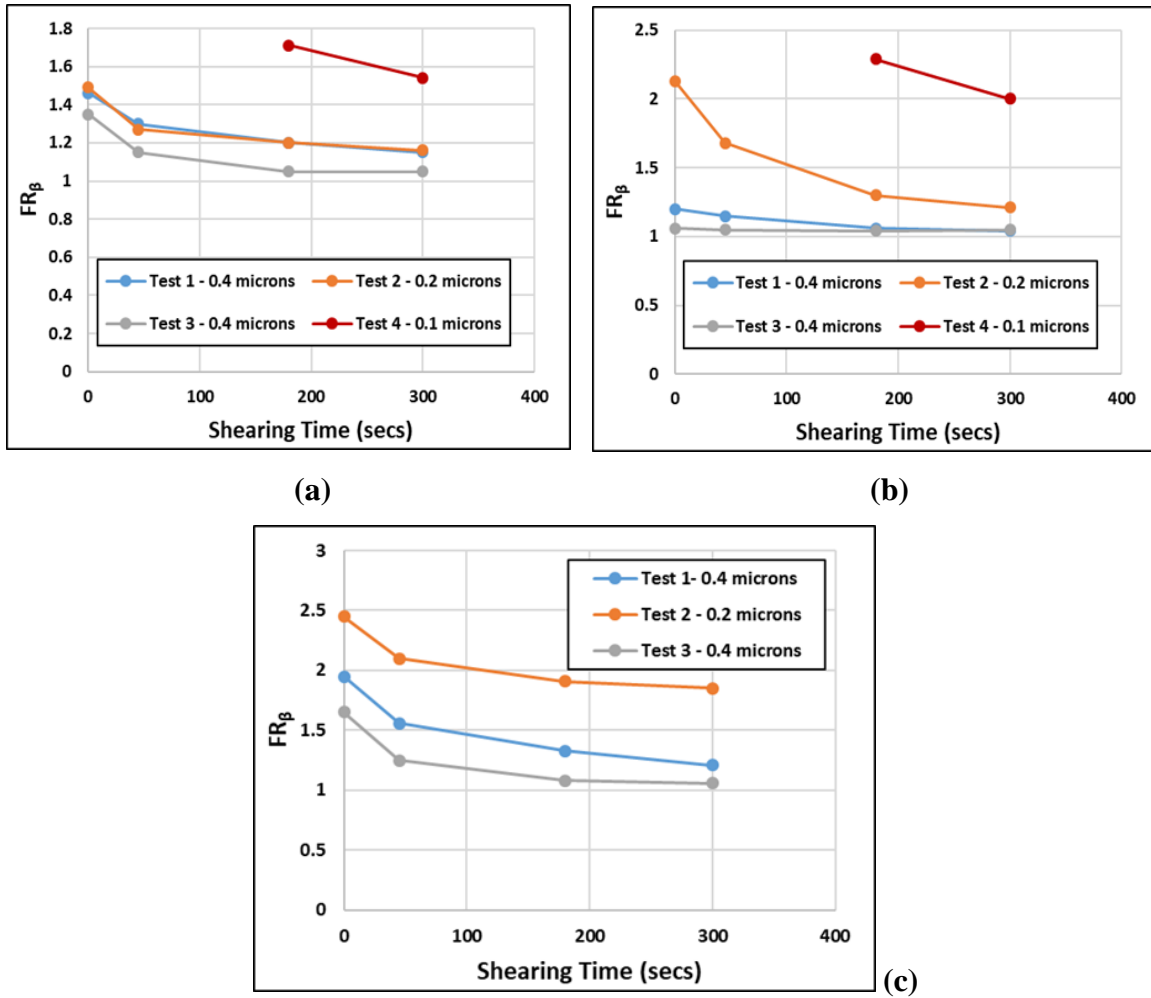 1.8
1.6
1.4
1.2
1
0.8
0.6
0.4
0.2
0
FRβ
0 100 200 300 400
Shearing Time (secs)
Test 1 - 0.4 microns Test 2 - 0.2 microns
Test 3 - 0.4 microns Test 4 - 0.1 microns
(a)
2.5
2
1.5
1
0.5
0
FRβ
0 100 200 300 400
Shearing Time (secs)
Test 1 - 0.4 microns Test 2 - 0.2 microns
Test 3 - 0.4 microns Test 4 - 0.1 microns
(b)
3
2.5
2
1.5
1
0.5
0
FRβ
0 100 200 300 400
Shearing Time (secs)
Test 1- 0.4 microns
Test 2 - 0.2 microns
Test 3 - 0.4 microns
(c)